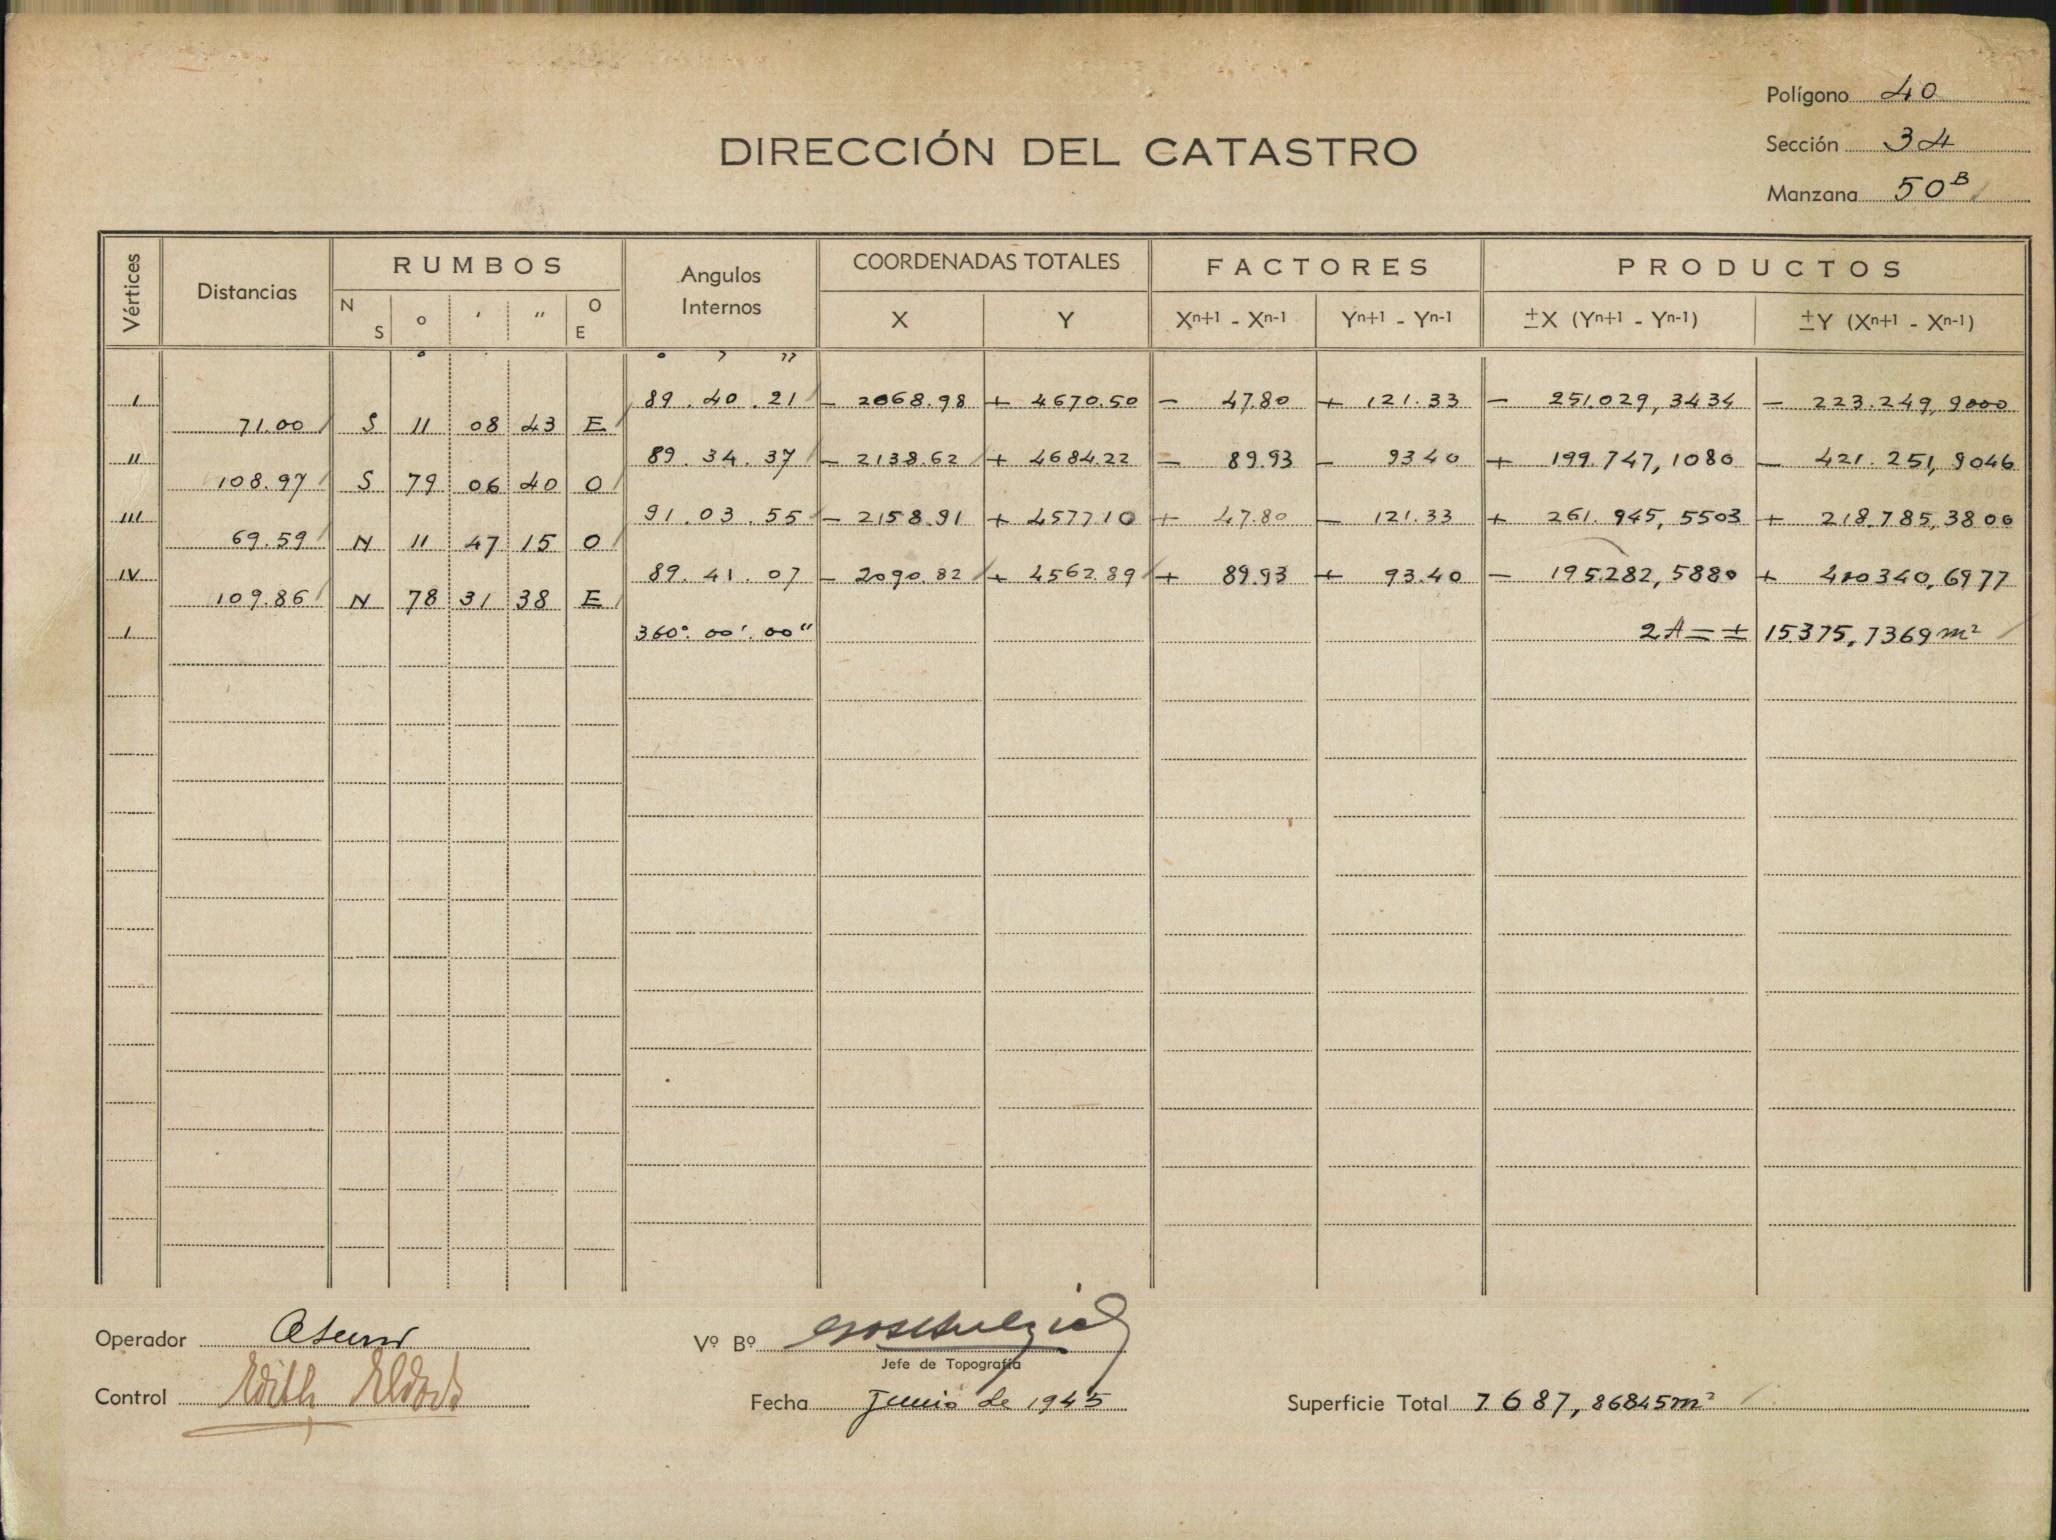 Polígono 40
DIRECCIÓN DEL CATASTRO
Sección 34
Manzana 50B
Vértices Distancias RUMBOS Angulos Internos COORDENADAS TOTALES FACTORES PRODUCTOS
N S o ' " O E X Y Xn+1 - Xn-1 Yn+1 - Yn-1 ±X (Yn+1 - Yn-1) ±Y (Xn+1 - Xn-1)
o ' "
I 89.40.21 - 2068.98 + 4670.50 - 47.80 + 121.33 - 251.029,3434 - 223.249,9000
71.00 S 11 08 43 E
II 89.34.37 - 2138.62 + 4684.22 - 89.93 - 93.40 + 199.747,1080 - 421.251,9046
108.97 S 79 06 40 O
III 91.03.55 - 2158.91 + 4577.10 + 47.80 - 121.33 + 261.945,5503 + 218.785,3800
69.59 N 11 47 15 O
IV 89.41.07 - 2090.82 + 4562.89 + 89.93 + 93.40 - 195.282,5880 + 410340,6977
109.86 N 78 31 38 E
I 360°.00'.00" 2A = ± 15.375,7369 m²
Operador
Vº Bº
Jefe de Topografía
Control Edith
Fecha Junio de 1945
Superficie Total 7.687,86845 m²